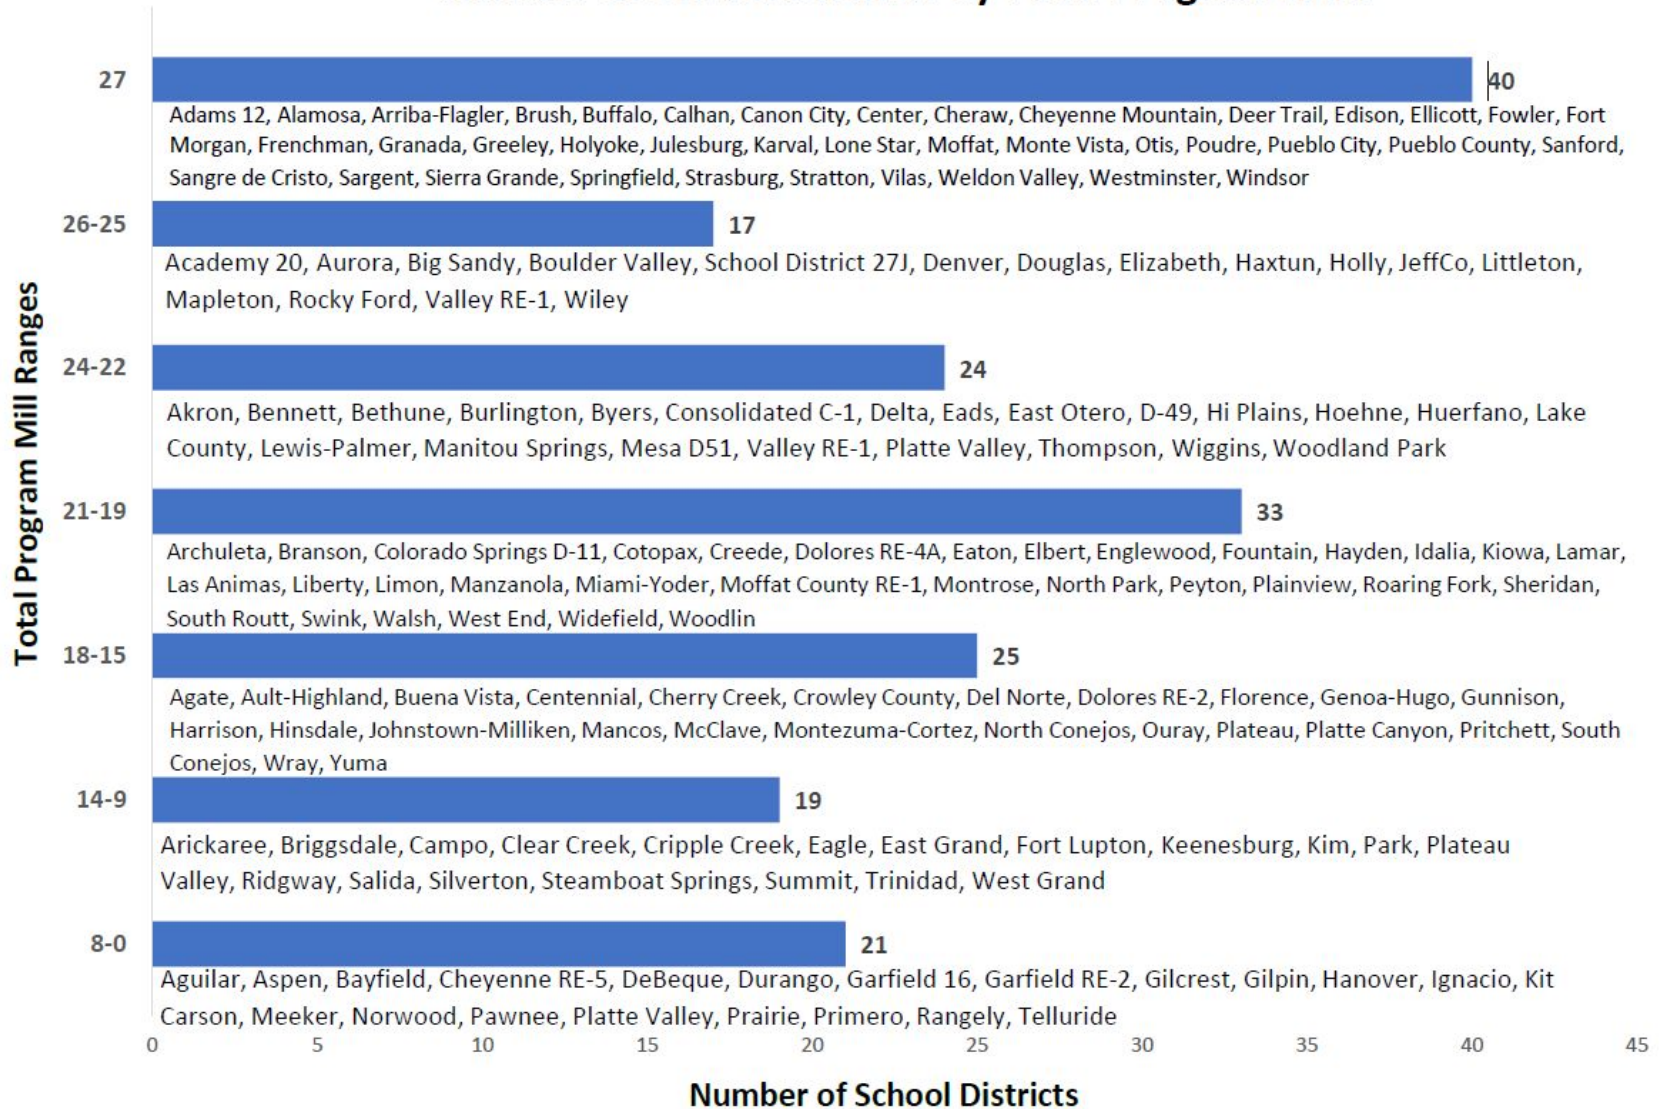 27
40
Adams 12, Alamosa, Arriba-Flagler, Brush, Buffalo, Calhan, Canon City, Center, Cheraw, Cheyenne Mountain, Deer Trail, Edison, Ellicott, Fowler, Fort
Morgan, Frenchman, Granada, Greeley, Holyoke, Julesburg, Karval, Lone Star, Moffat, Monte Vista, Otis, Poudre, Pueblo City, Pueblo County, Sanford,
Sangre de Cristo, Sargent, Sierra Grande, Springfield, Strasburg, Stratton, Vilas, Weldon Valley, Westminster, Windsor
26-25
17
Academy 20, Aurora, Big Sandy, Boulder Valley, School District 27J, Denver, Douglas, Elizabeth, Haxtun, Holly, JeffCo, Littleton,
Mapleton, Rocky Ford, Valley RE-1, Wiley
24-22
24
Akron, Bennett, Bethune, Burlington, Byers, Consolidated C-1, Delta, Eads, East Otero, D-49, Hi Plains, Hoehne, Huerfano, Lake
County, Lewis-Palmer, Manitou Springs, Mesa D51, Valley RE-1, Platte Valley, Thompson, Wiggins, Woodland Park
21-19
33
Archuleta, Branson, Colorado Springs D-11, Cotopax, Creede, Dolores RE-4A, Eaton, Elbert, Englewood, Fountain, Hayden, Idalia, Kiowa, Lamar,
Las Animas, Liberty, Limon, Manzanola, Miami-Yoder, Moffat County RE-1, Montrose, North Park, Peyton, Plainview, Roaring Fork, Sheridan,
South Routt, Swink, Walsh, West End, Widefield, Woodlin
18-15
25
Agate, Ault-Highland, Buena Vista, Centennial, Cherry Creek, Crowley County, Del Norte, Dolores RE-2, Florence, Genoa-Hugo, Gunnison,
Harrison, Hinsdale, Johnstown-Milliken, Mancos, McClave, Montezuma-Cortez, North Conejos, Ouray, Plateau, Platte Canyon, Pritchett, South
Conejos, Wray, Yuma
14-9
19
Arickaree, Briggsdale, Campo, Clear Creek, Cripple Creek, Eagle, East Grand, Fort Lupton, Keenesburg, Kim, Park, Plateau
Valley, Ridgway, Salida, Silverton, Steamboat Springs, Summit, Trinidad, West Grand
8-0
21
Aguilar, Aspen, Bayfield, Cheyenne RE-5, DeBeque, Durango, Garfield 16, Garfield RE-2, Gilcrest, Gilpin, Hanover, Ignacio, Kit
Carson, Meeker, Norwood, Pawnee, Platte Valley, Prairie, Primero, Rangely, Telluride
0 5 10 15 20 25 30 35 40 45
Number of School Districts
Total Program Mill Ranges